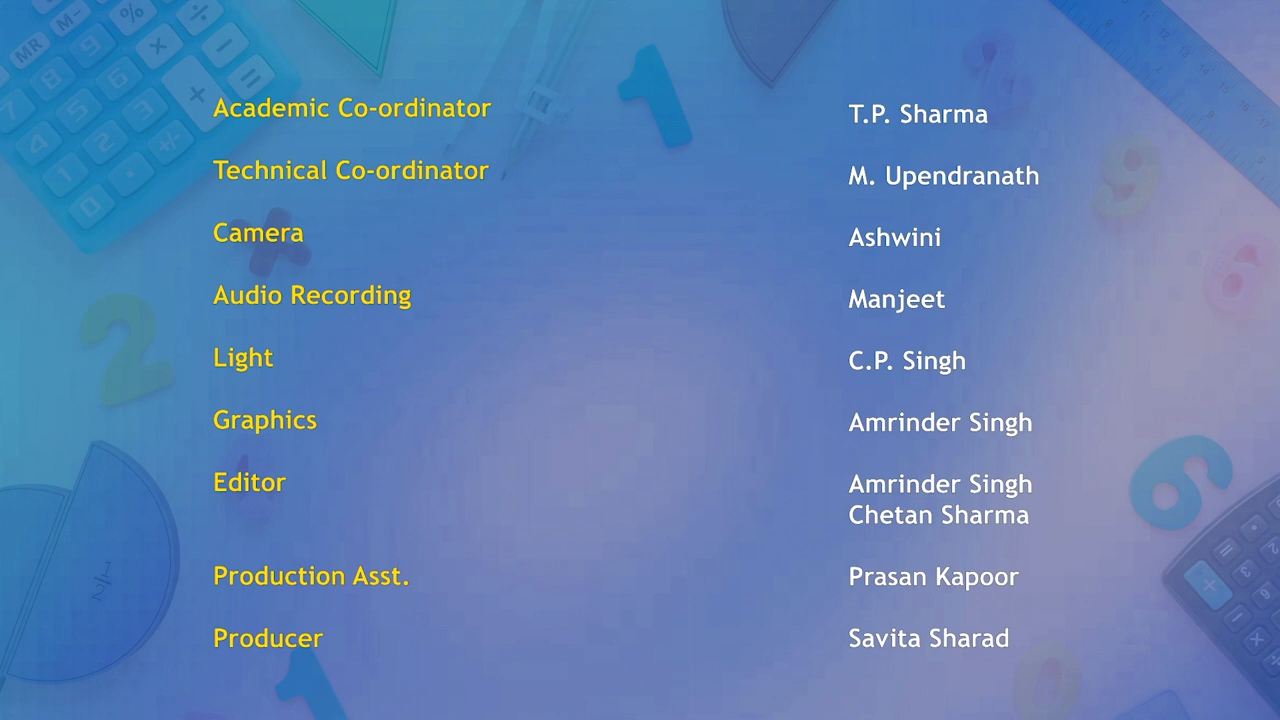 Academic Co-ordinator T.P. Sharma
Technical Co-ordinator M. Upendranath
Camera Ashwini
Audio Recording Manjeet
Light C.P. Singh
Graphics Amrinder Singh
Editor Amrinder Singh
Chetan Sharma
Production Asst. Prasan Kapoor
Producer Savita Sharad